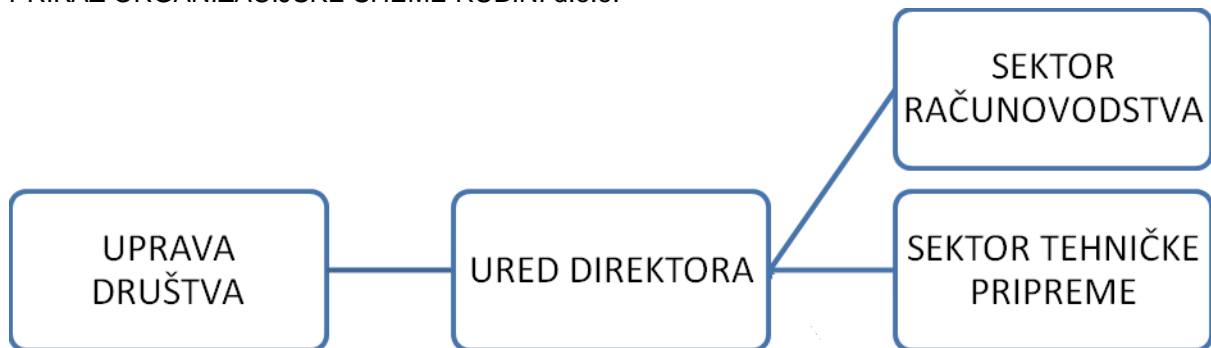 UPRAVA
DRUŠTVA
URED DIREKTORA
SEKTOR
RAČUNOVODSTVA
SEKTOR TEHNIČKE
PRIPREME